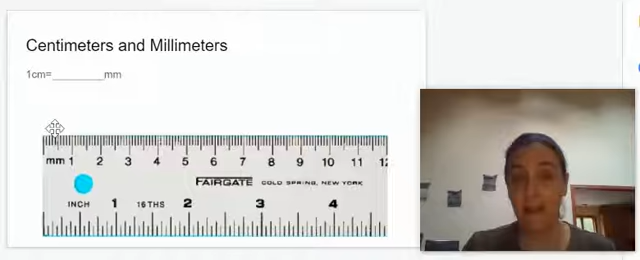 Centimeters and Millimeters
1cm=_________mm
mm 1 2 3 4 5 6 7 8 9 10 11 12
FAIRGATE COLD SPRING, NEW YORK
INCH 1 16THS 2 3 4